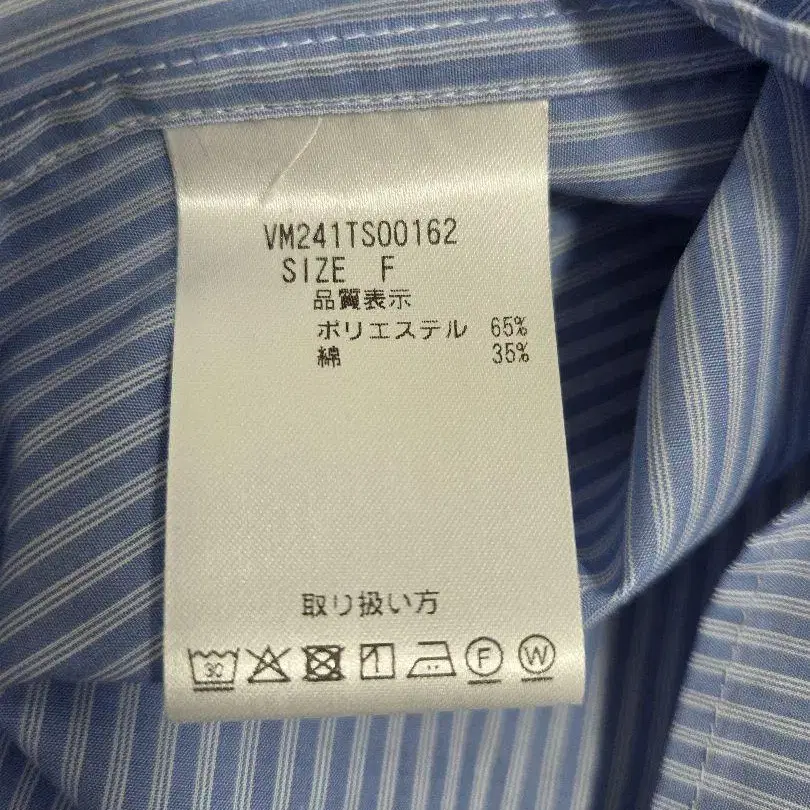 VM241TS00162
SIZE F
品質表示
ポリエステル 65%
綿 35%
取り扱い方
30 F W